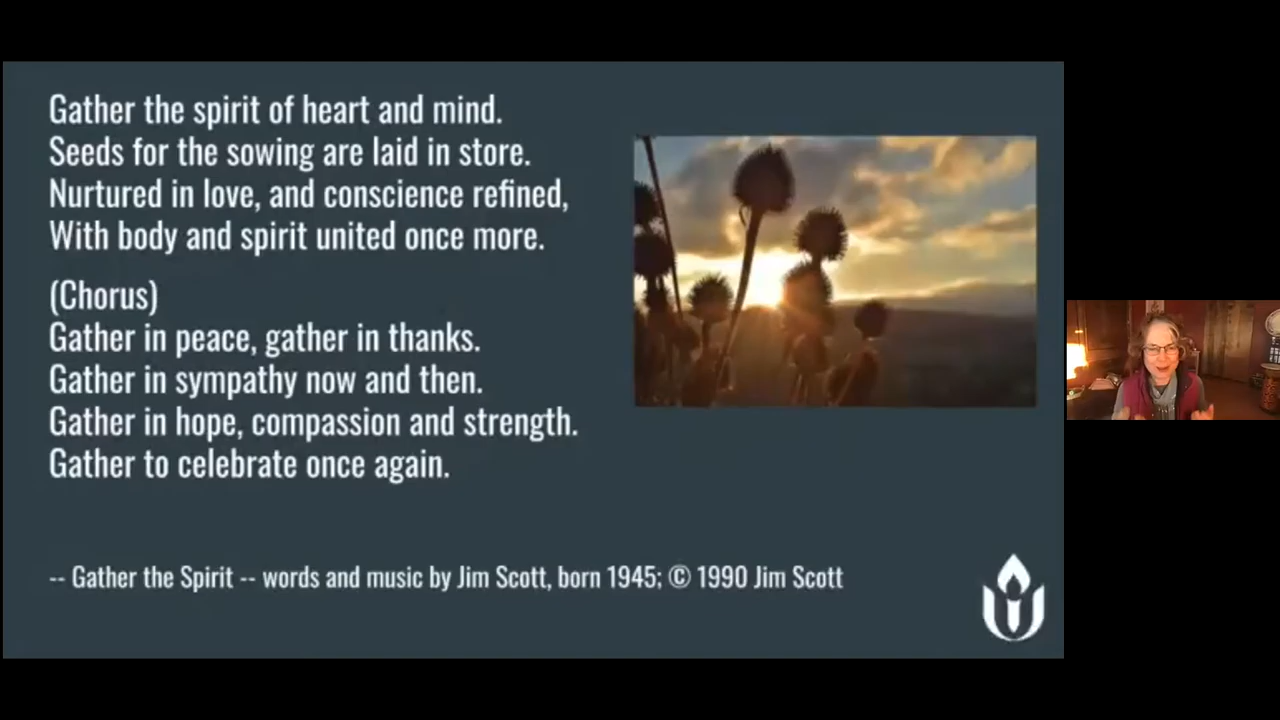 Gather the spirit of heart and mind.
Seeds for the sowing are laid in store.
Nurtured in love, and conscience refined,
With body and spirit united once more.
(Chorus)
Gather in peace, gather in thanks.
Gather in sympathy now and then.
Gather in hope, compassion and strength.
Gather to celebrate once again.
-- Gather the Spirit -- words and music by Jim Scott, born 1945; © 1990 Jim Scott